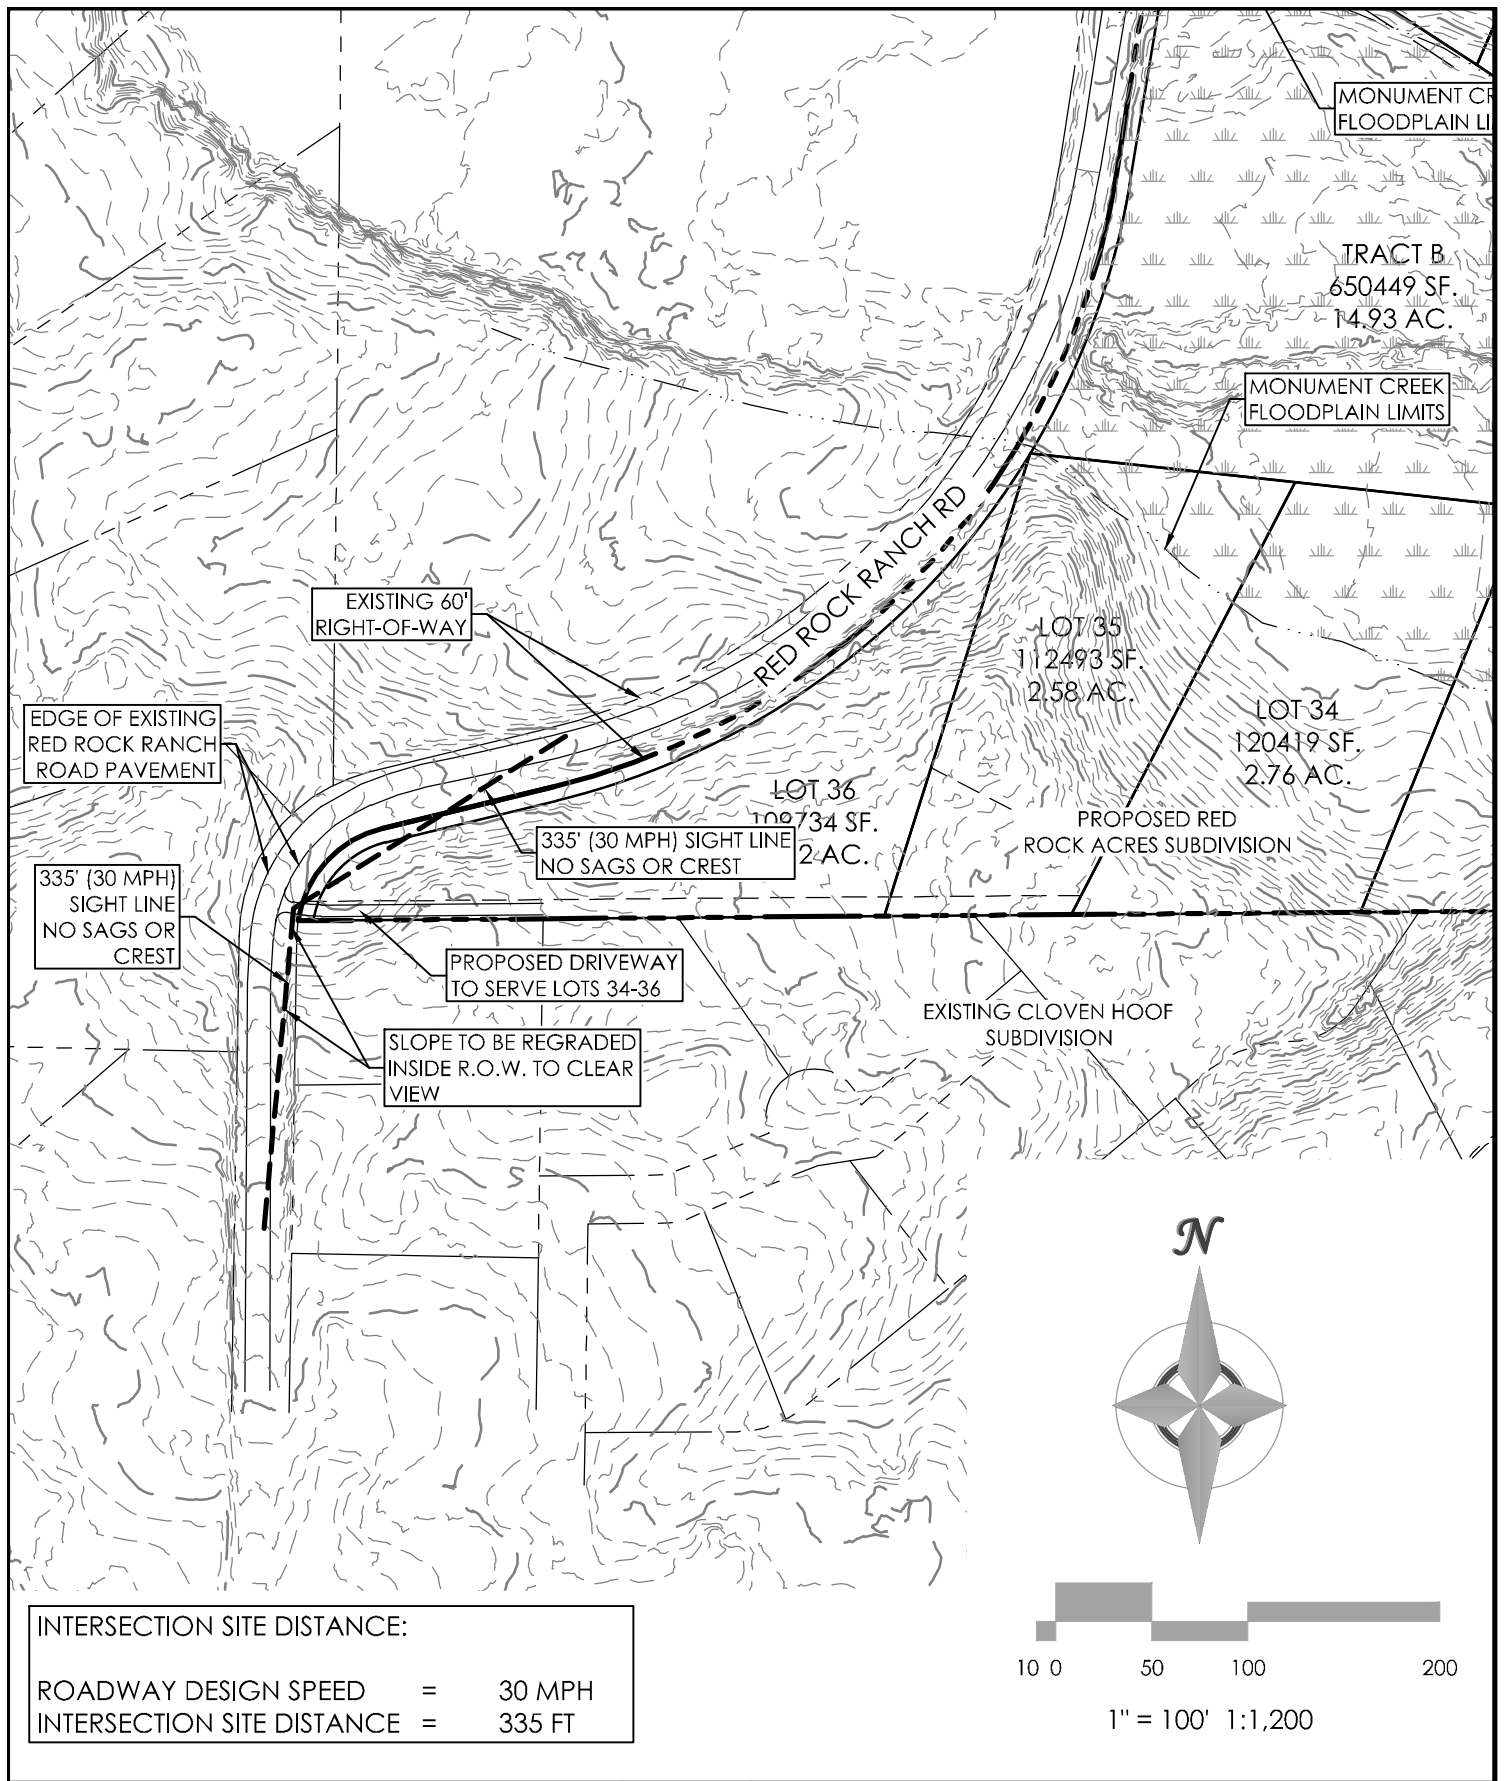 MONUMENT CR
FLOODPLAIN LI
TRACT B
650449 SF.
14.93 AC.
MONUMENT CREEK
FLOODPLAIN LIMITS
RED ROCK RANCH RD
EXISTING 60'
RIGHT-OF-WAY
LOT 35
112493 SF.
2.58 AC.
EDGE OF EXISTING
RED ROCK RANCH
ROAD PAVEMENT
LOT 34
120419 SF.
2.76 AC.
LOT 36
109734 SF.
2 AC.
PROPOSED RED
ROCK ACRES SUBDIVISION
335' (30 MPH) SIGHT LINE
NO SAGS OR CREST
335' (30 MPH)
SIGHT LINE
NO SAGS OR
CREST
PROPOSED DRIVEWAY
TO SERVE LOTS 34-36
EXISTING CLOVEN HOOF
SUBDIVISION
SLOPE TO BE REGRADED
INSIDE R.O.W. TO CLEAR
VIEW
N
INTERSECTION SITE DISTANCE:
ROADWAY DESIGN SPEED = 30 MPH
INTERSECTION SITE DISTANCE = 335 FT
10 0 50 100 200
1" = 100' 1:1,200